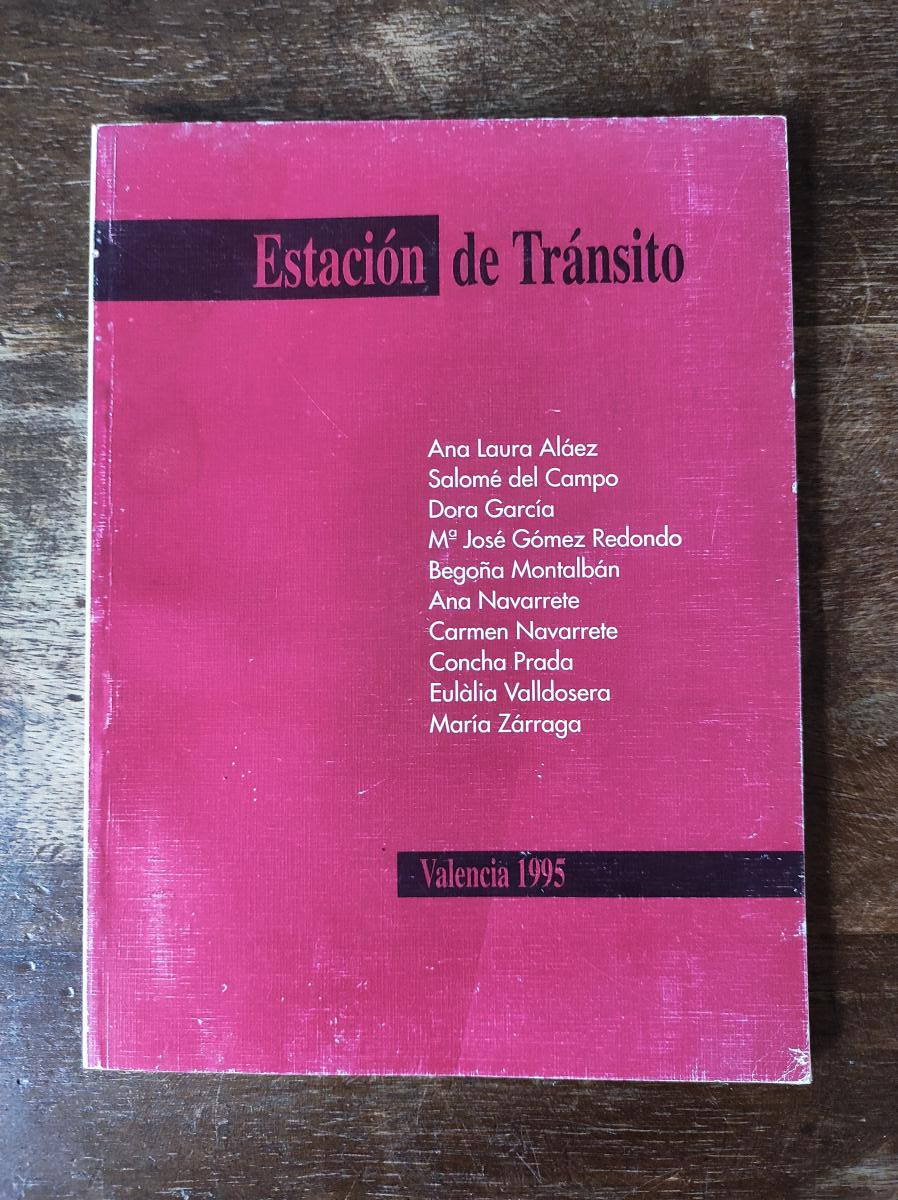 Estación de Tránsito
Ana Laura Aláez
Salomé del Campo
Dora García
Mª José Gómez Redondo
Begoña Montalbán
Ana Navarrete
Carmen Navarrete
Concha Prada
Eulàlia Valldosera
María Zárraga
Valencia 1995